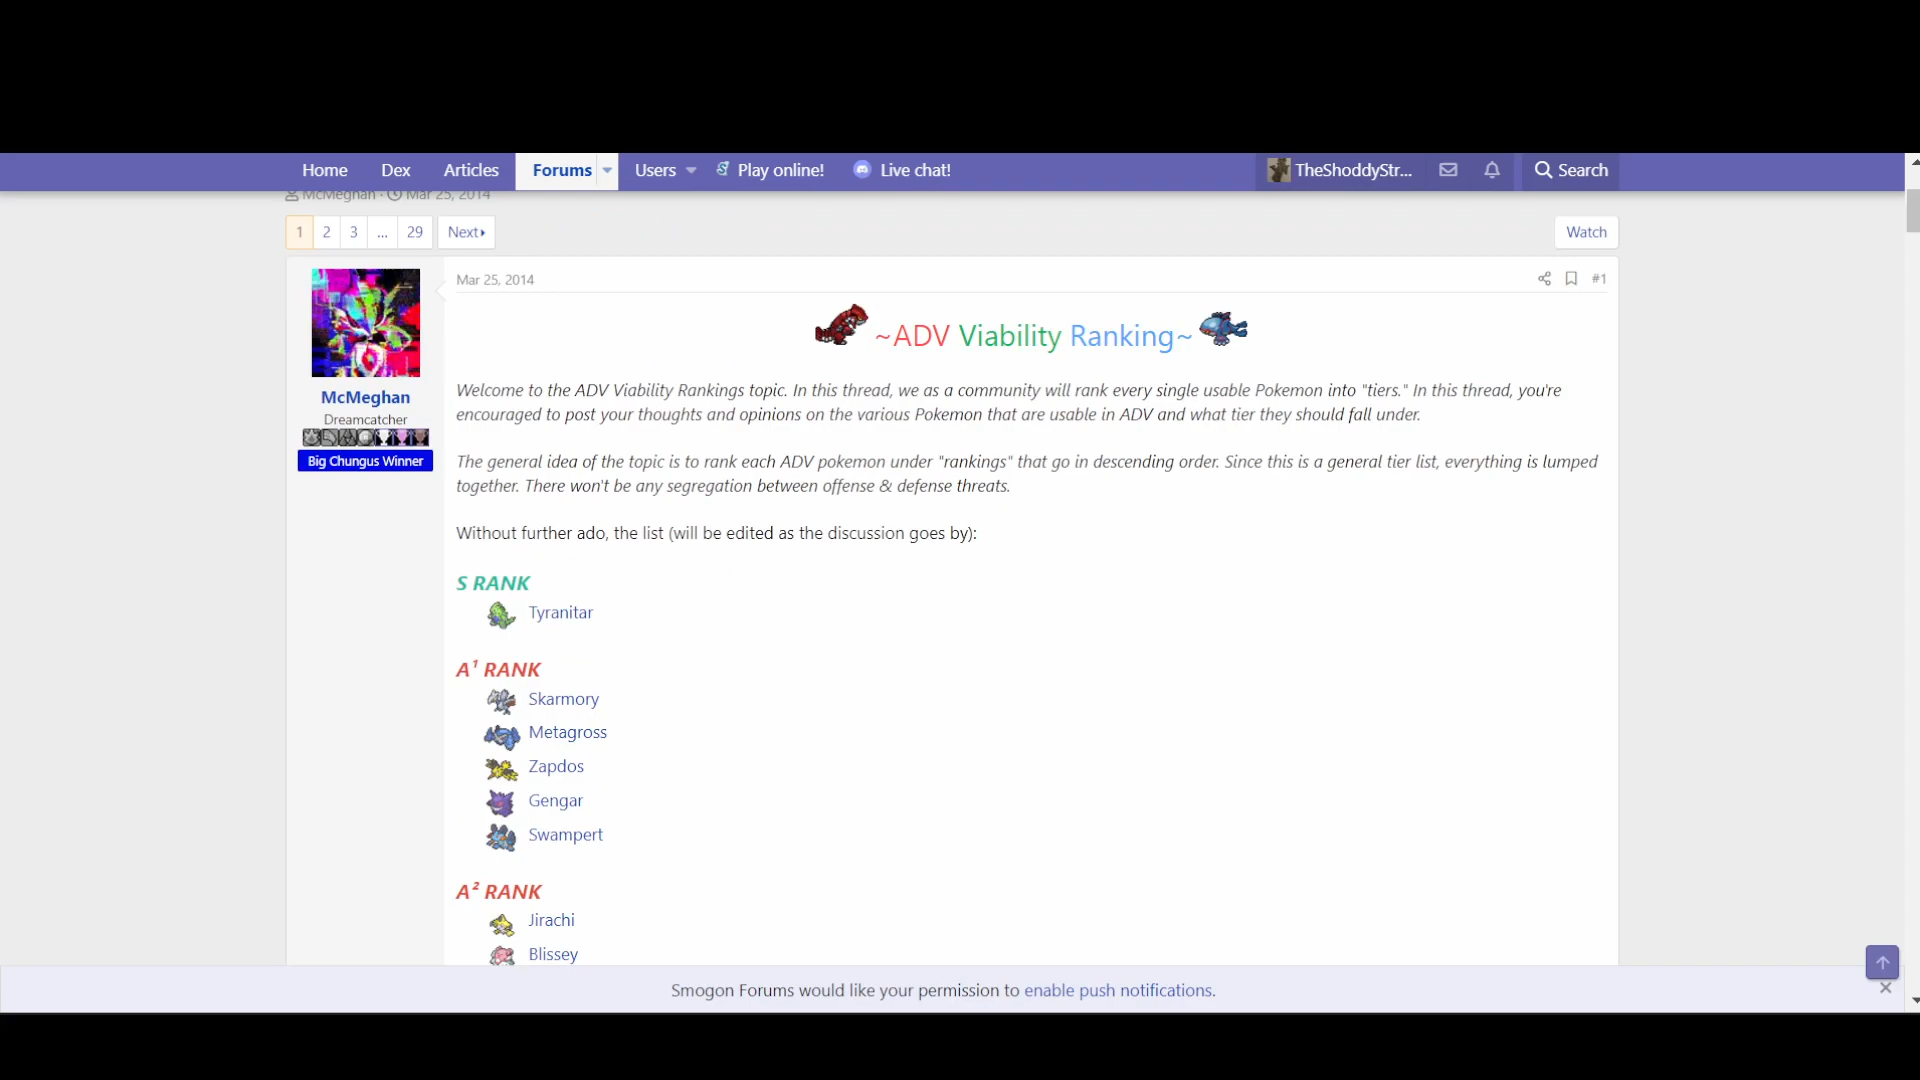 Home Dex Articles Forums Users Play online! Live chat! TheShoddyStr... Search
McMeghan · Mar 25, 2014
1 2 3 ... 29 Next Watch
Mar 25, 2014 #1
~ADV Viability Ranking~
McMeghan
Dreamcatcher
Big Chungus Winner
Welcome to the ADV Viability Rankings topic. In this thread, we as a community will rank every single usable Pokemon into "tiers." In this thread, you're
encouraged to post your thoughts and opinions on the various Pokemon that are usable in ADV and what tier they should fall under.
The general idea of the topic is to rank each ADV pokemon under "rankings" that go in descending order. Since this is a general tier list, everything is lumped
together. There won't be any segregation between offense & defense threats.
Without further ado, the list (will be edited as the discussion goes by):
S RANK
Tyranitar
A¹ RANK
Skarmory
Metagross
Zapdos
Gengar
Swampert
A² RANK
Jirachi
Blissey
Smogon Forums would like your permission to enable push notifications.